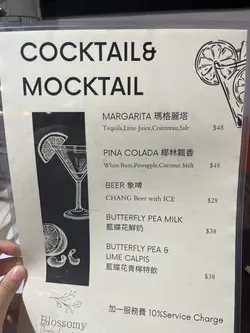 COCKTAIL&
MOCKTAIL
MARGARITA 瑪格麗塔
Tequila,Lime Juice,Cointreau,Salt $48
PINA COLADA 椰林飄香
White Rum,Pineapple,Coconut Milk $48
BEER 象啤
CHANG Beer with ICE $28
BUTTERFLY PEA MILK
藍蝶花鮮奶 $38
BUTTERFLY PEA &
LIME CALPIS
藍蝶花青檸特飲 $38
Blossomy
加一服務費 10%Service Charge